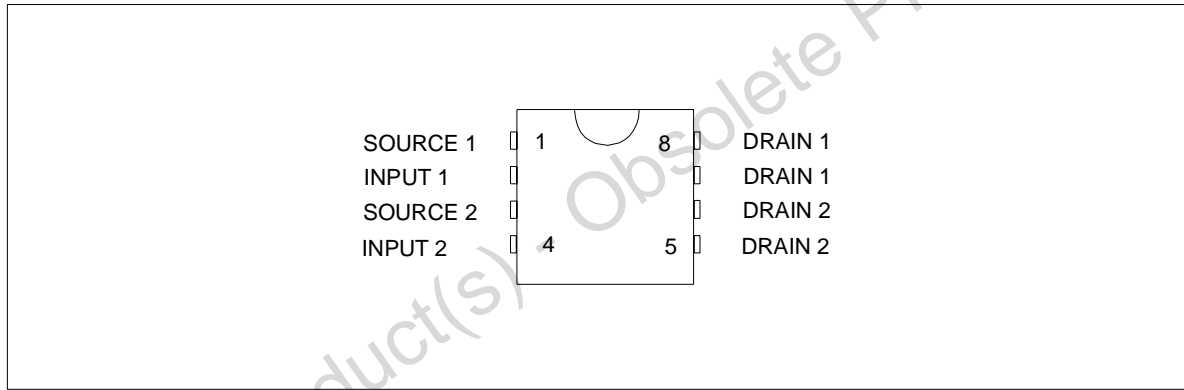 SOURCE 1 1 8 DRAIN 1
INPUT 1 DRAIN 1
SOURCE 2 DRAIN 2
INPUT 2 4 5 DRAIN 2
duct(s) - Obsolete P